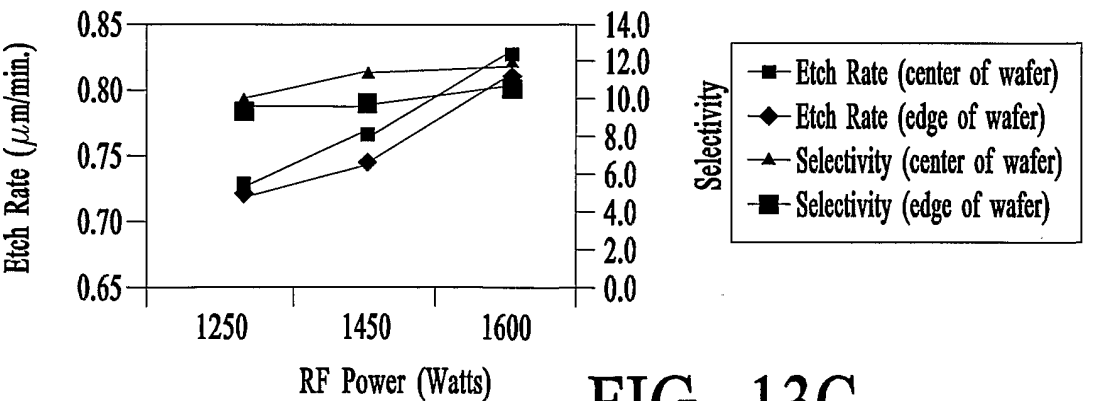 0.85
0.80
0.75
0.70
0.65
Etch Rate (μm/min.)
14.0
12.0
10.0
8.0
6.0
4.0
2.0
0.0
Selectivity
1250 1450 1600
RF Power (Watts)
Etch Rate (center of wafer)
Etch Rate (edge of wafer)
Selectivity (center of wafer)
Selectivity (edge of wafer)
FIG. 13C